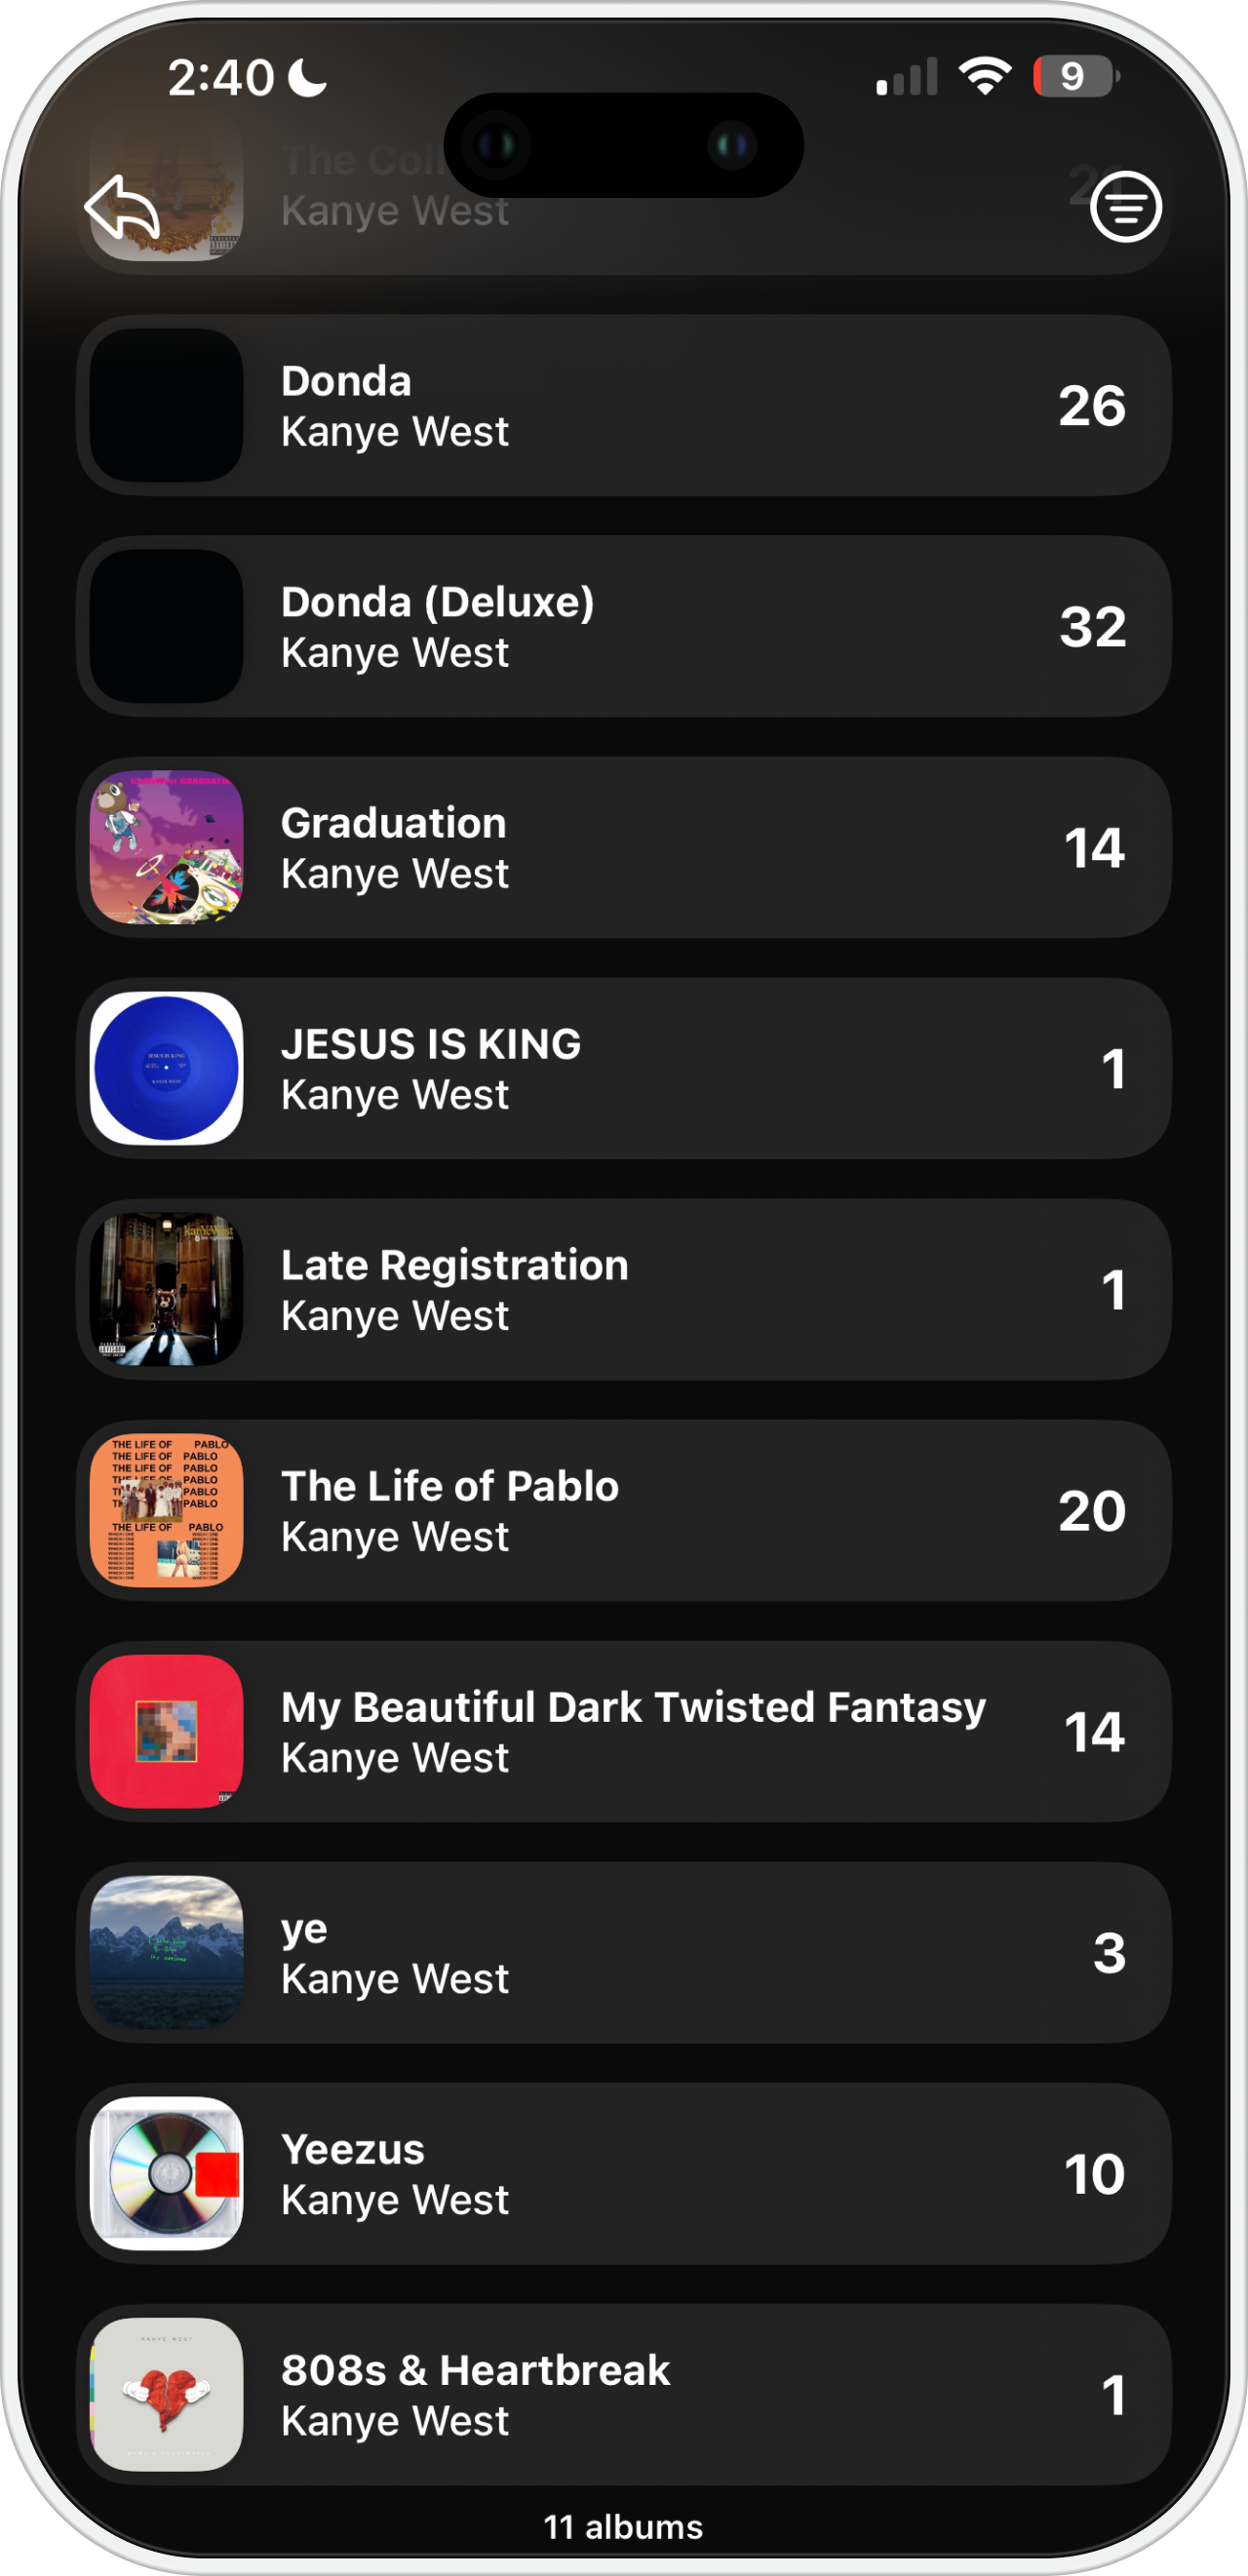 2:40
9
The Coll
21
Kanye West
Donda
Kanye West
26
Donda (Deluxe)
Kanye West
32
Graduation
Kanye West
14
JESUS IS KING
Kanye West
1
Late Registration
Kanye West
1
THE LIFE OF PABLO
THE LIFE OF PABLO
THE LIFE OF PABLO
THE LIFE OF PABLO
PABLO
PABLO
THE LIFE OF PABLO
The Life of Pablo
Kanye West
20
My Beautiful Dark Twisted Fantasy
Kanye West
14
ye
Kanye West
3
Yeezus
Kanye West
10
KANYE WEST
808s & Heartbreak
Kanye West
1
11 albums